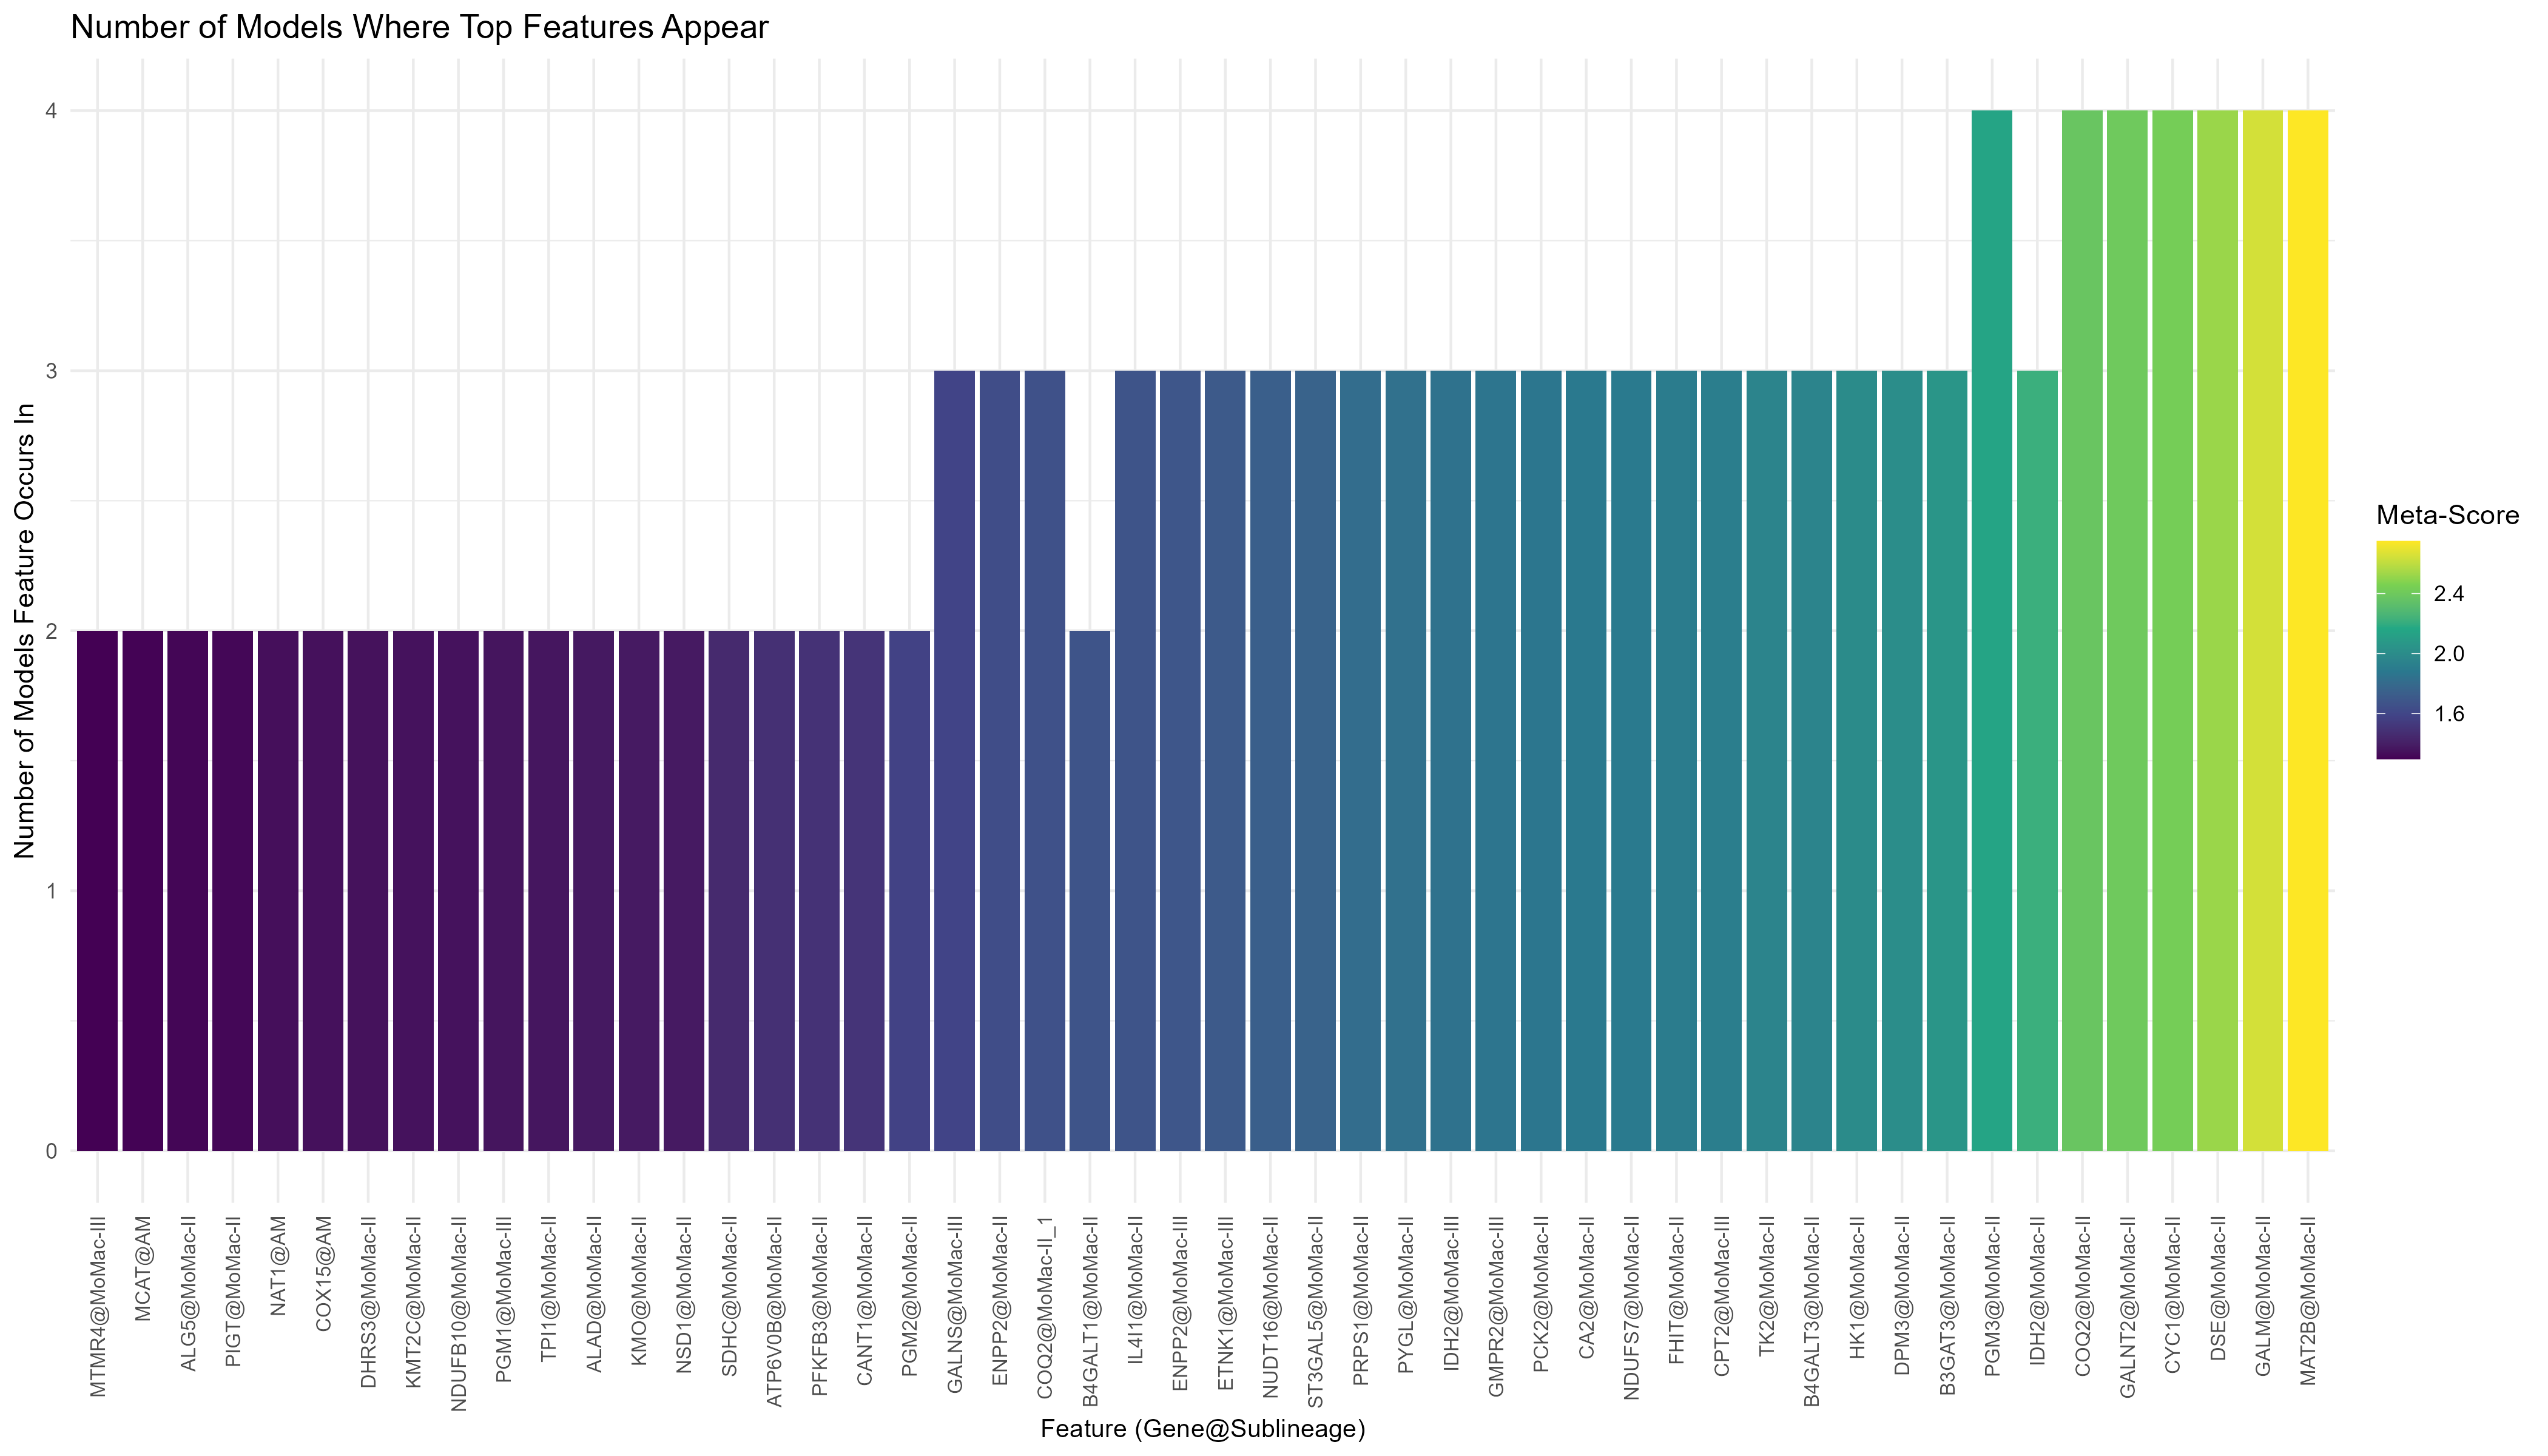 Number of Models Where Top Features Appear
Number of Models Feature Occurs In
4
3
2
1
0
MTMR4@MoMac-III
MCAT@AM
ALG5@MoMac-II
PIGT@MoMac-II
NAT1@AM
COX15@AM
DHRS3@MoMac-II
KMT2C@MoMac-II
NDUFB10@MoMac-II
PGM1@MoMac-III
TPI1@MoMac-II
ALAD@MoMac-II
KMO@MoMac-II
NSD1@MoMac-II
SDHC@MoMac-II
ATP6V0B@MoMac-II
PFKFB3@MoMac-II
CANT1@MoMac-II
PGM2@MoMac-II
GALNS@MoMac-III
ENPP2@MoMac-II
COQ2@MoMac-II_1
B4GALT1@MoMac-II
IL4I1@MoMac-II
ENPP2@MoMac-III
ETNK1@MoMac-III
NUDT16@MoMac-II
ST3GAL5@MoMac-II
PRPS1@MoMac-II
PYGL@MoMac-II
IDH2@MoMac-III
GMPR2@MoMac-III
PCK2@MoMac-II
CA2@MoMac-II
NDUFS7@MoMac-II
FHIT@MoMac-II
CPT2@MoMac-III
TK2@MoMac-II
B4GALT3@MoMac-II
HK1@MoMac-II
DPM3@MoMac-II
B3GAT3@MoMac-II
PGM3@MoMac-II
IDH2@MoMac-II
COQ2@MoMac-II
GALNT2@MoMac-II
CYC1@MoMac-II
DSE@MoMac-II
GALM@MoMac-II
MAT2B@MoMac-II
Feature (Gene@Sublineage)
Meta-Score
2.4
2.0
1.6